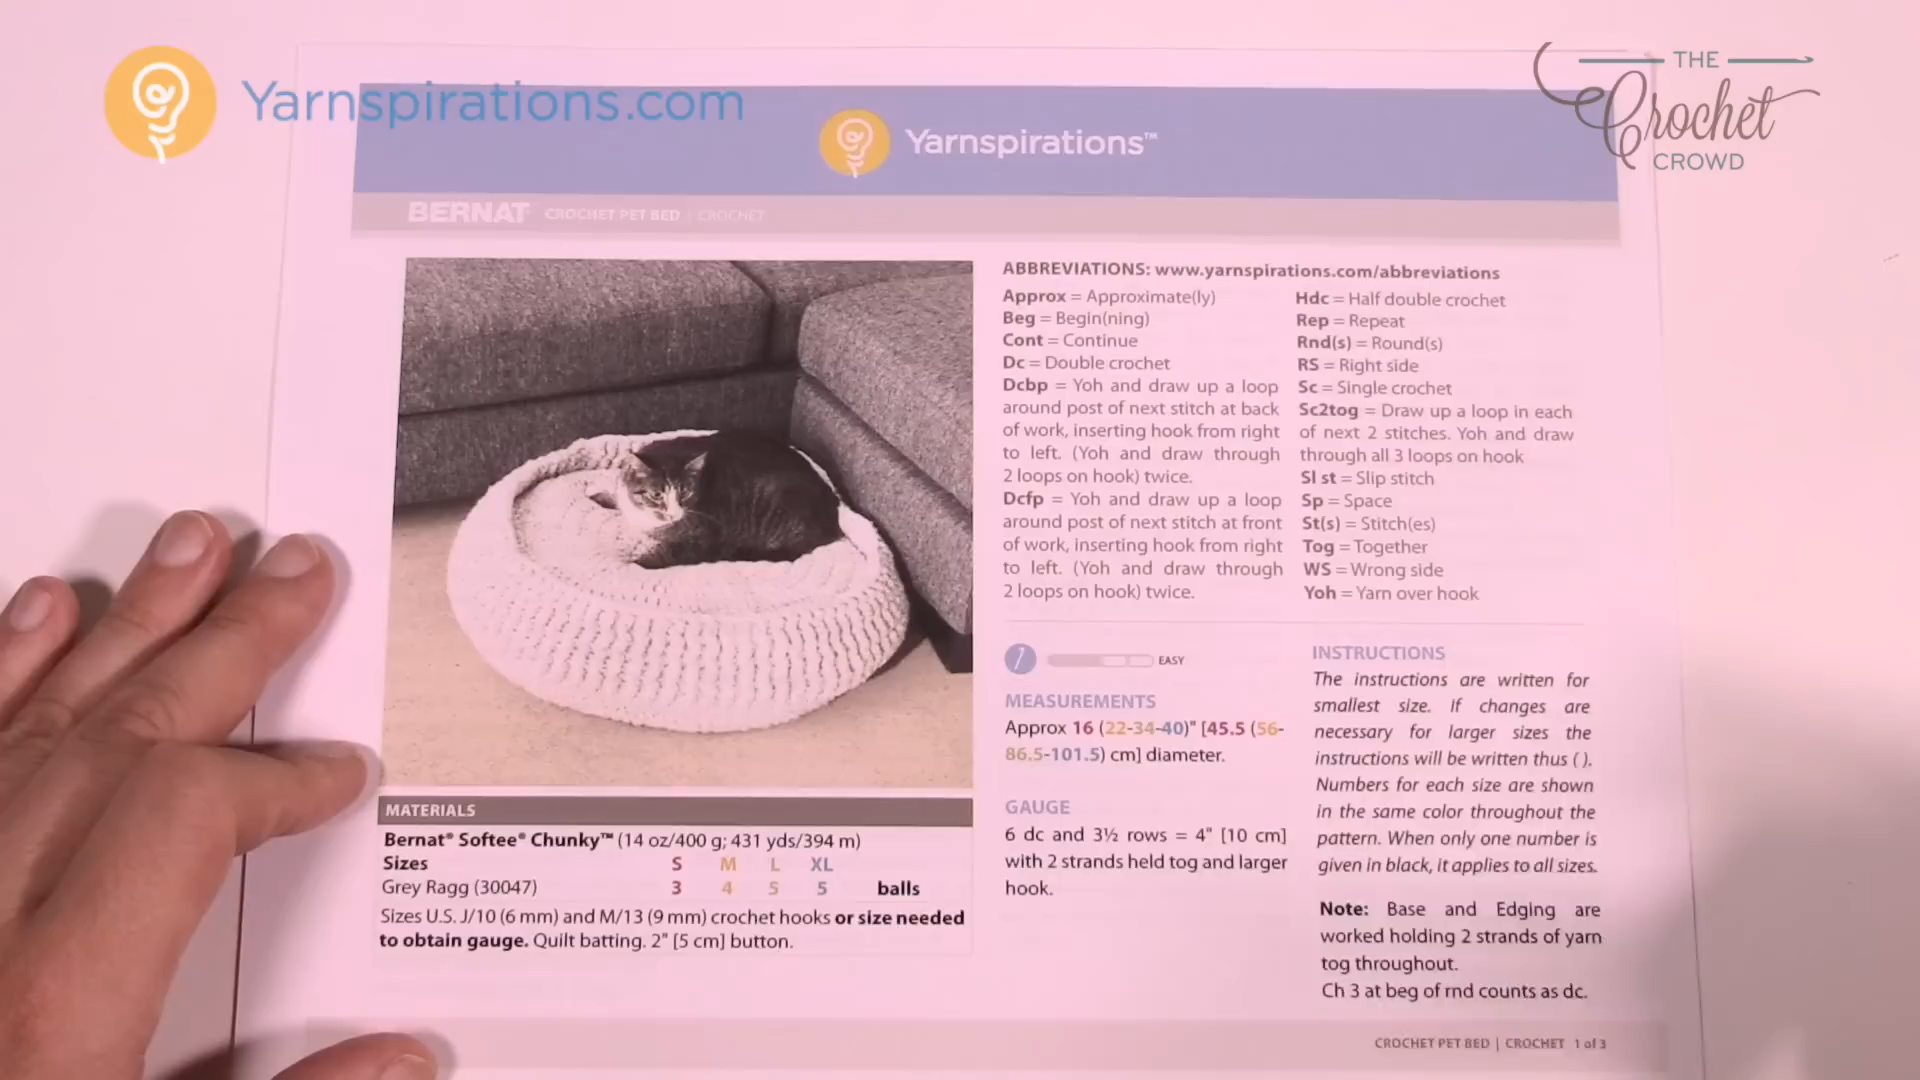 Yarnspirations.com
THE
Crochet
CROWD
Yarnspirations™
BERNAT CROCHET PET BED | CROCHET
ABBREVIATIONS: www.yarnspirations.com/abbreviations
Approx = Approximate(ly)
Beg = Begin(ning)
Cont = Continue
Dc = Double crochet
Dcbp = Yoh and draw up a loop
around post of next stitch at back
of work, inserting hook from right
to left. (Yoh and draw through
2 loops on hook) twice.
Dcfp = Yoh and draw up a loop
around post of next stitch at front
of work, inserting hook from right
to left. (Yoh and draw through
2 loops on hook) twice.
Hdc = Half double crochet
Rep = Repeat
Rnd(s) = Round(s)
RS = Right side
Sc = Single crochet
Sc2tog = Draw up a loop in each
of next 2 stitches. Yoh and draw
through all 3 loops on hook
Sl st = Slip stitch
Sp = Space
St(s) = Stitch(es)
Tog = Together
WS = Wrong side
Yoh = Yarn over hook
MATERIALS
Bernat® Softee® Chunky™ (14 oz/400 g; 431 yds/394 m)
Sizes S M L XL
Grey Ragg (30047) 3 4 5 5 balls
Sizes U.S. J/10 (6 mm) and M/13 (9 mm) crochet hooks or size needed
to obtain gauge. Quilt batting. 2" [5 cm] button.
EASY
MEASUREMENTS
Approx 16 (22-34-40)" [45.5 (56-
86.5-101.5) cm] diameter.
GAUGE
6 dc and 3½ rows = 4" [10 cm]
with 2 strands held tog and larger
hook.
INSTRUCTIONS
The instructions are written for
smallest size. If changes are
necessary for larger sizes the
instructions will be written thus ( ).
Numbers for each size are shown
in the same color throughout the
pattern. When only one number is
given in black, it applies to all sizes.
Note: Base and Edging are
worked holding 2 strands of yarn
tog throughout.
Ch 3 at beg of rnd counts as dc.
CROCHET PET BED | CROCHET 1 of 3